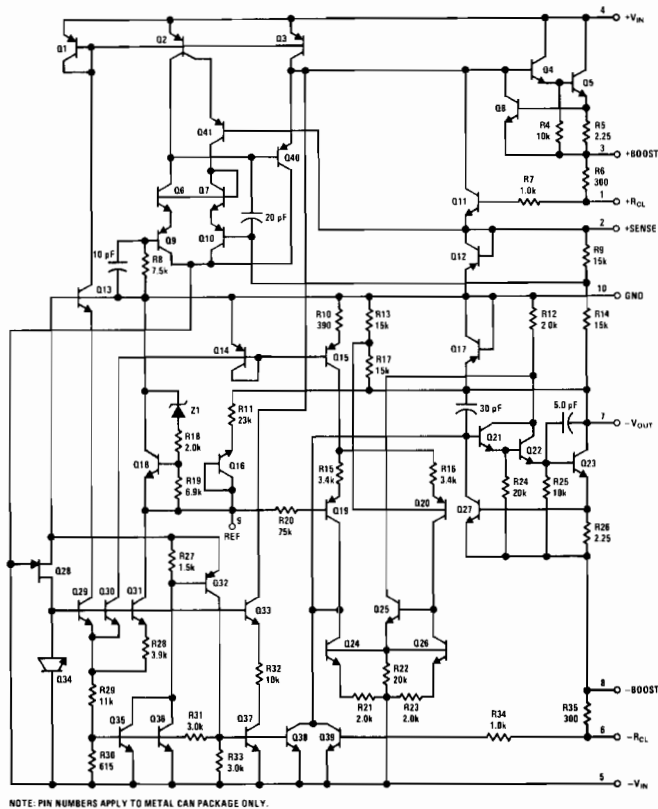 4 +VIN
Q1
Q2
Q3
Q4
Q5
R4
10k
R5
2.25
3 +BOOST
Q41
Q40
R6
300
R7
1.0k
1 +RCL
Q6
Q7
Q11
2 +SENSE
20 pF
Q9
Q10
10 pF
R8
7.5k
Q12
R9
15k
Q13
10 GND
R10
390
R13
15k
R12
2.0k
R14
15k
Q14
Q15
Q17
R17
15k
Z1
R11
23k
30 pF
5.0 pF
7 -VOUT
R18
2.0k
Q21
Q22
Q23
Q18
Q16
R15
3.4k
R16
3.4k
R19
6.9k
R24
20k
R25
10k
Q19
Q20
Q27
9
REF
R20
75k
R26
2.25
Q28
R27
1.5k
Q32
Q29
Q30
Q31
Q33
Q25
R28
3.9k
Q34
Q24
Q26
R32
10k
R22
20k
8 -BOOST
R29
11k
R21
2.0k
R23
2.0k
R35
300
Q35
Q36
R31
3.0k
Q37
Q38
Q39
R34
1.0k
6 -RCL
R30
615
R33
3.0k
5 -VIN
NOTE: PIN NUMBERS APPLY TO METAL CAN PACKAGE ONLY.